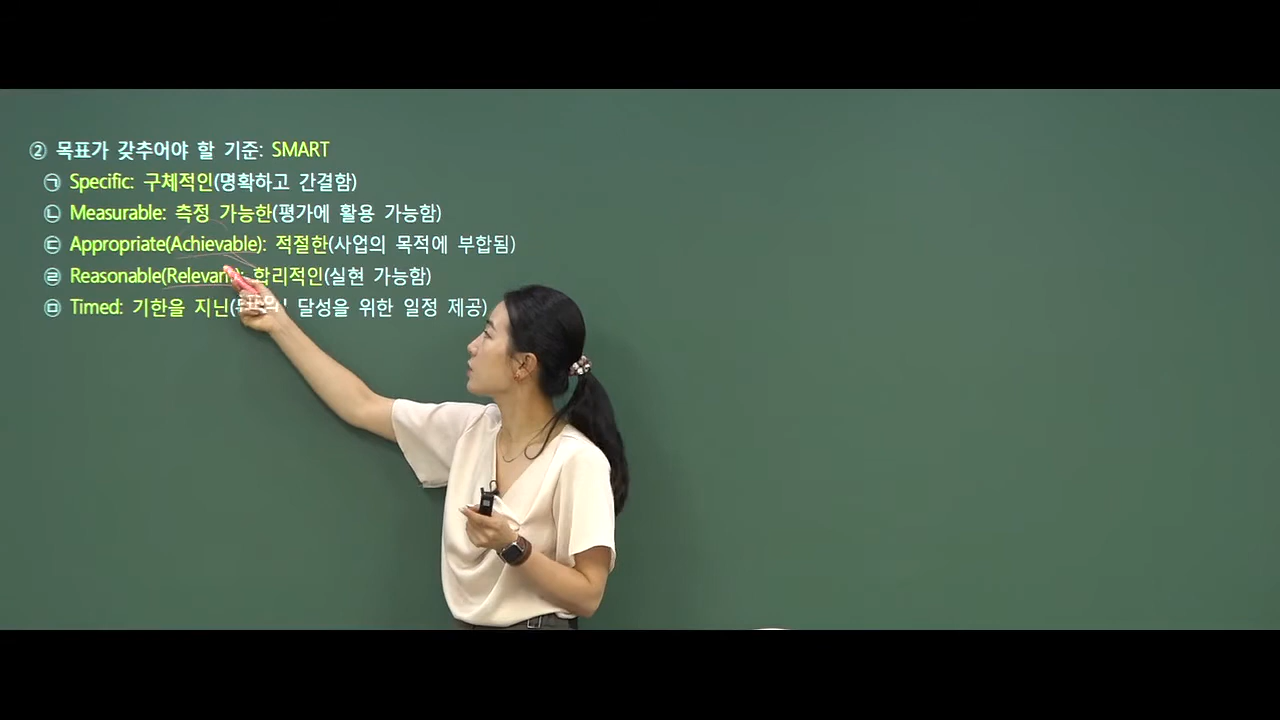 ② 목표가 갖추어야 할 기준: SMART
㉠ Specific: 구체적인(명확하고 간결함)
㉡ Measurable: 측정 가능한(평가에 활용 가능함)
㉢ Appropriate(Achievable): 적절한(사업의 목적에 부합됨)
㉣ Reasonable(Relevant): 합리적인(실현 가능함)
㉤ Timed: 기한을 지닌( 달성을 위한 일정 제공)